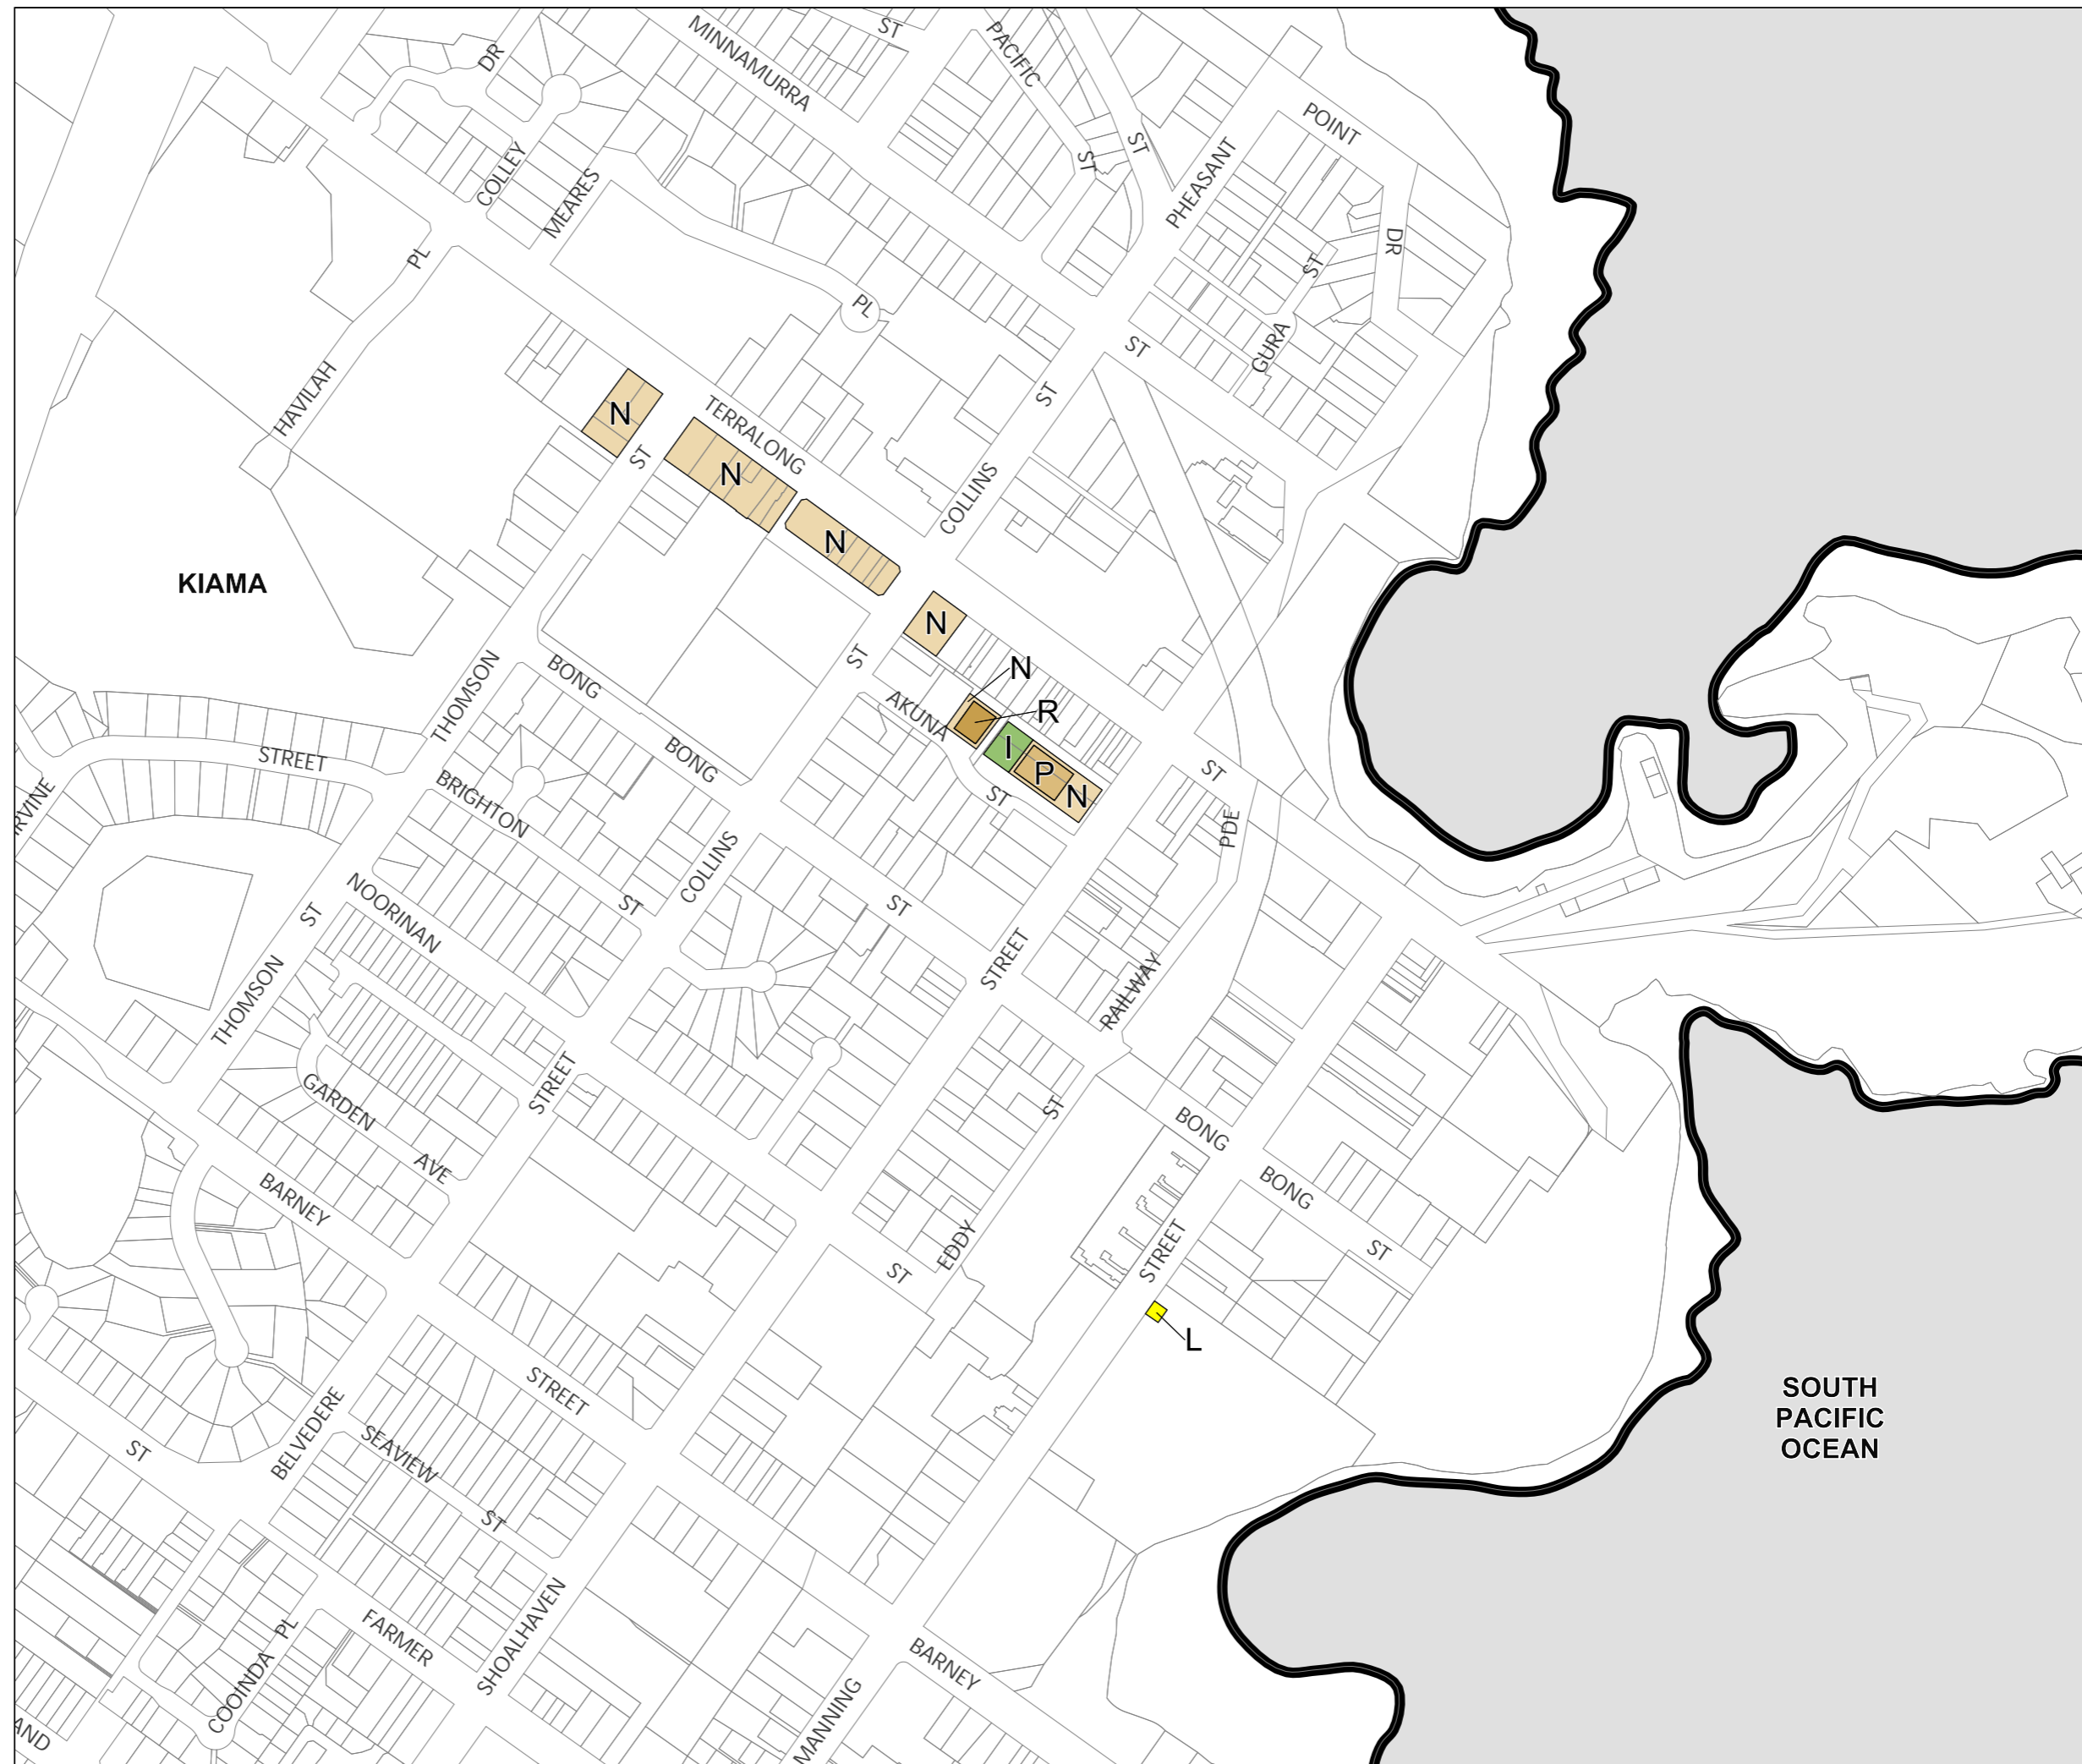 MINNAMURRA
ST
PACIFIC
DR
ST
ST
POINT
PHEASANT
COLLEY
MEARES
PL
DR
ST
PL
GURA
ST
HAVILAH
ST
TERRALONG
N
ST
N
COLLINS
N
KIAMA
N
THOMSON
BONG
ST
N
AKUNA
R
I
P
N
BONG
ST
ST
STREET
IRVINE
BRIGHTON
PDE
COLLINS
NOORINAN
ST
ST
ST
THOMSON
STREET
RAILWAY
GARDEN
STREET
ST
BONG
AVE
BARNEY
BONG
ST
STREET
EDDY
ST
L
STREET
BELVEDERE
SEAVIEW
ST
ST
SOUTH
PACIFIC
OCEAN
FARMER
PL
COOINDA
SHOALHAVEN
BARNEY
MANNING
AND